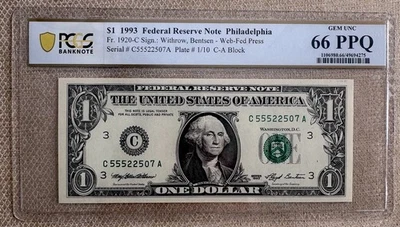 $1 1993 Federal Reserve Note Philadelphia
Fr. 1920-C Sign.: Withrow, Bentsen - Web-Fed Press
Serial # C55522507A Plate # 1/10 C-A Block
PCGS
BANKNOTE
GEM UNC
66 PPQ
FEDERAL RESERVE NOTE
THE UNITED STATES OF AMERICA
1
1
C 55522507 A
3
3
C
WASHINGTON, D.C.
C 55522507 A
3
3
1
ONE DOLLAR
1